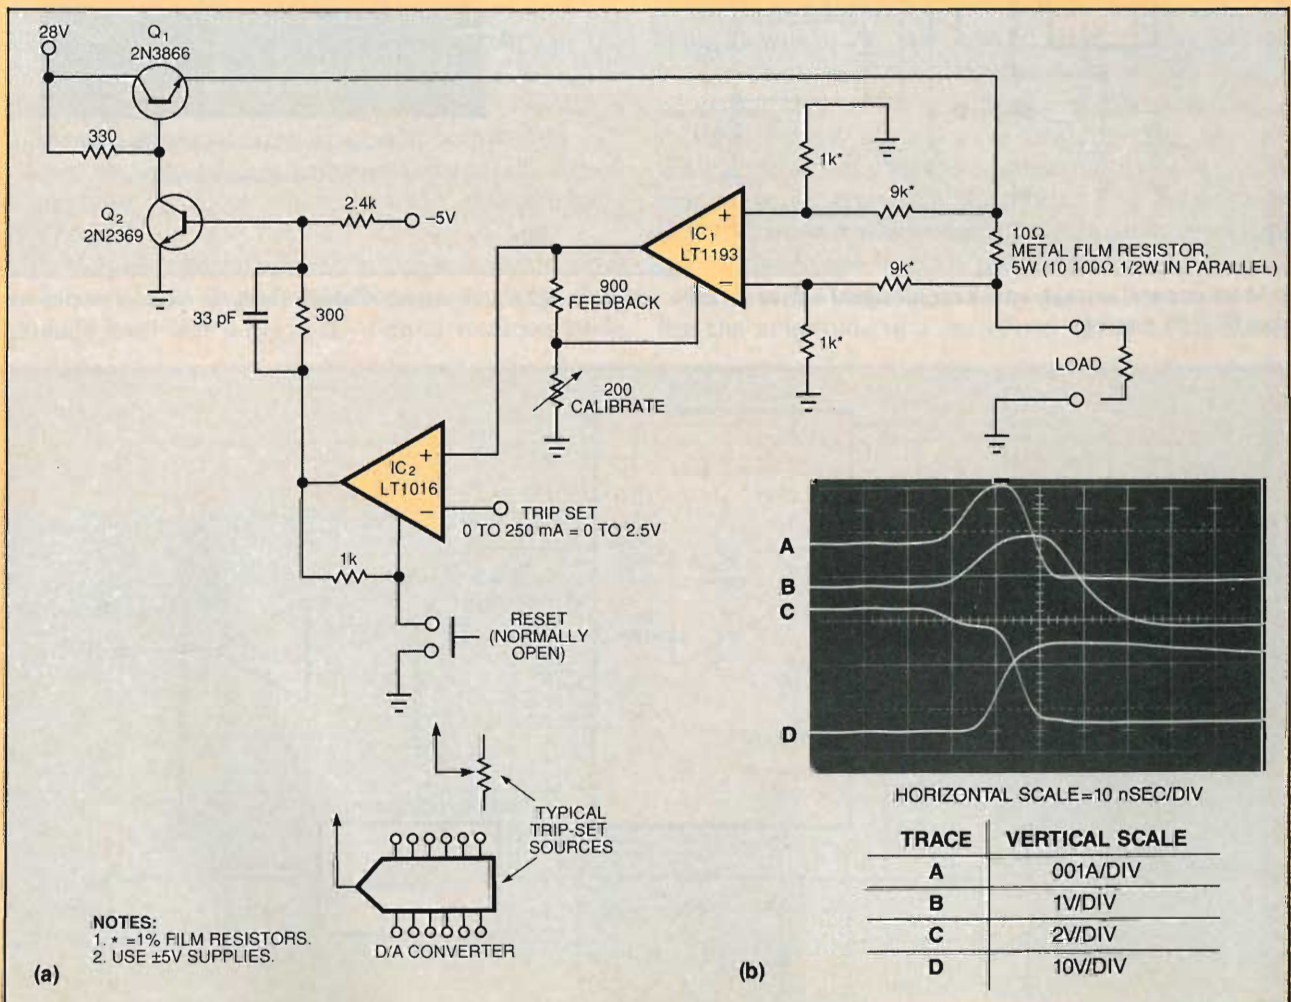 28V
Q1
2N3866
330
Q2
2N2369
2.4k
–5V
33 pF
300
IC1
LT1193
+
–
1k*
9k*
9k*
1k*
10Ω
METAL FILM RESISTOR,
5W (10 100Ω 1/2W IN PARALLEL)
LOAD
900
FEEDBACK
200
CALIBRATE
IC2
LT1016
+
–
TRIP SET
0 TO 250 mA = 0 TO 2.5V
1k
RESET
(NORMALLY
OPEN)
TYPICAL
TRIP-SET
SOURCES
D/A CONVERTER
NOTES:
1. * =1% FILM RESISTORS.
2. USE ±5V SUPPLIES.
(a)
A
B
C
D
HORIZONTAL SCALE=10 nSEC/DIV
TRACE VERTICAL SCALE
A 001A/DIV
B 1V/DIV
C 2V/DIV
D 10V/DIV
(b)